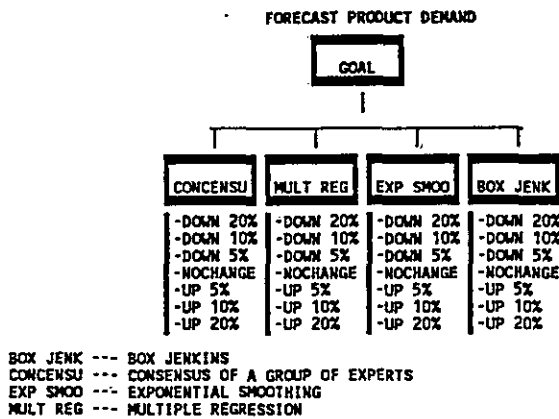 FORECAST PRODUCT DEMAND
GOAL
CONCENSU MULT REG EXP SMOO BOX JENK
-DOWN 20% -DOWN 20% -DOWN 20% -DOWN 20%
-DOWN 10% -DOWN 10% -DOWN 10% -DOWN 10%
-DOWN 5% -DOWN 5% -DOWN 5% -DOWN 5%
-NOCHANGE -NOCHANGE -NOCHANGE -NOCHANGE
-UP 5% -UP 5% -UP 5% -UP 5%
-UP 10% -UP 10% -UP 10% -UP 10%
-UP 20% -UP 20% -UP 20% -UP 20%
BOX JENK --- BOX JENKINS
CONCENSU --- CONSENSUS OF A GROUP OF EXPERTS
EXP SMOO --- EXPONENTIAL SMOOTHING
MULT REG --- MULTIPLE REGRESSION